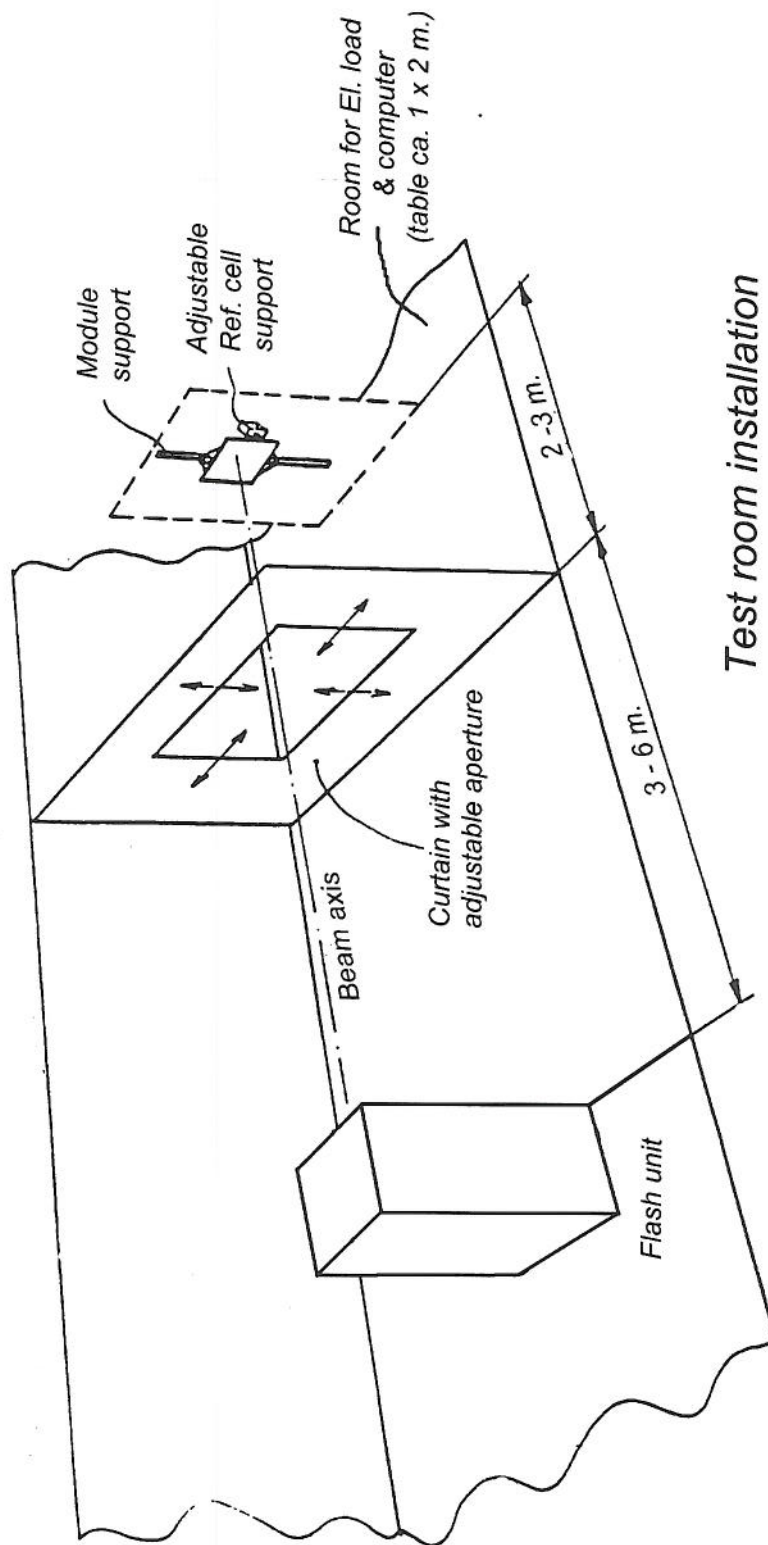 Module
support
Adjustable
Ref. cell
support
Room for El. load
& computer
(table ca. 1 x 2 m.)
Beam axis
Curtain with
adjustable aperture
Flash unit
2 -3 m.
3 - 6 m.
Test room installation